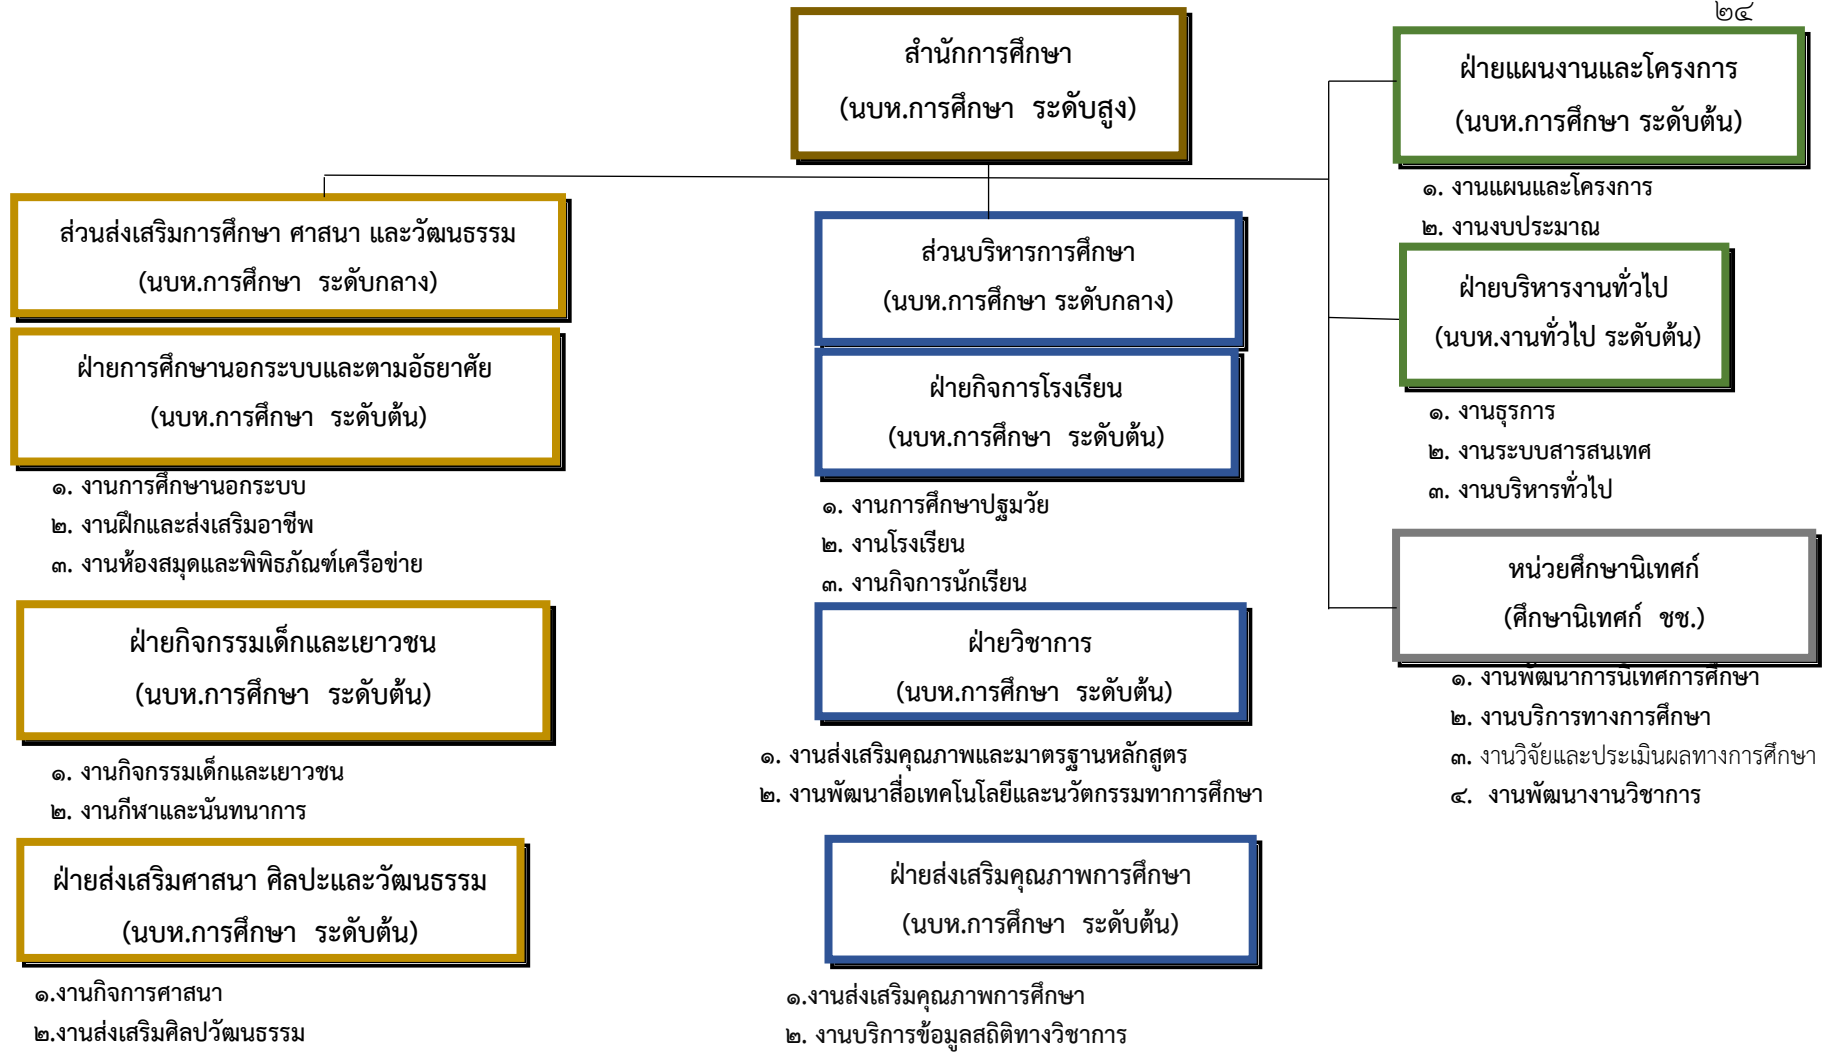 ๒๔
สำนักการศึกษา
(นบห.การศึกษา ระดับสูง)
ส่วนส่งเสริมการศึกษา ศาสนา และวัฒนธรรม
(นบห.การศึกษา ระดับกลาง)
ฝ่ายการศึกษานอกระบบและตามอัธยาศัย
(นบห.การศึกษา ระดับต้น)
๑. งานการศึกษานอกระบบ
๒. งานฝึกและส่งเสริมอาชีพ
๓. งานห้องสมุดและพิพิธภัณฑ์เครือข่าย
ฝ่ายกิจกรรมเด็กและเยาวชน
(นบห.การศึกษา ระดับต้น)
๑. งานกิจกรรมเด็กและเยาวชน
๒. งานกีฬาและนันทนาการ
ฝ่ายส่งเสริมศาสนา ศิลปะและวัฒนธรรม
(นบห.การศึกษา ระดับต้น)
๑.งานกิจการศาสนา
๒.งานส่งเสริมศิลปวัฒนธรรม
ส่วนบริหารการศึกษา
(นบห.การศึกษา ระดับกลาง)
ฝ่ายกิจการโรงเรียน
(นบห.การศึกษา ระดับต้น)
๑. งานการศึกษาปฐมวัย
๒. งานโรงเรียน
๓. งานกิจการนักเรียน
ฝ่ายวิชาการ
(นบห.การศึกษา ระดับต้น)
๑. งานส่งเสริมคุณภาพและมาตรฐานหลักสูตร
๒. งานพัฒนาสื่อเทคโนโลยีและนวัตกรรมทาการศึกษา
ฝ่ายส่งเสริมคุณภาพการศึกษา
(นบห.การศึกษา ระดับต้น)
๑.งานส่งเสริมคุณภาพการศึกษา
๒. งานบริการข้อมูลสถิติทางวิชาการ
ฝ่ายแผนงานและโครงการ
(นบห.การศึกษา ระดับต้น)
๑. งานแผนและโครงการ
๒. งานงบประมาณ
ฝ่ายบริหารงานทั่วไป
(นบห.งานทั่วไป ระดับต้น)
๑. งานธุรการ
๒. งานระบบสารสนเทศ
๓. งานบริหารทั่วไป
หน่วยศึกษานิเทศก์
(ศึกษานิเทศก์ ชช.)
๑. งานพัฒนาการนิเทศการศึกษา
๒. งานบริการทางการศึกษา
๓. งานวิจัยและประเมินผลทางการศึกษา
๔. งานพัฒนางานวิชาการ